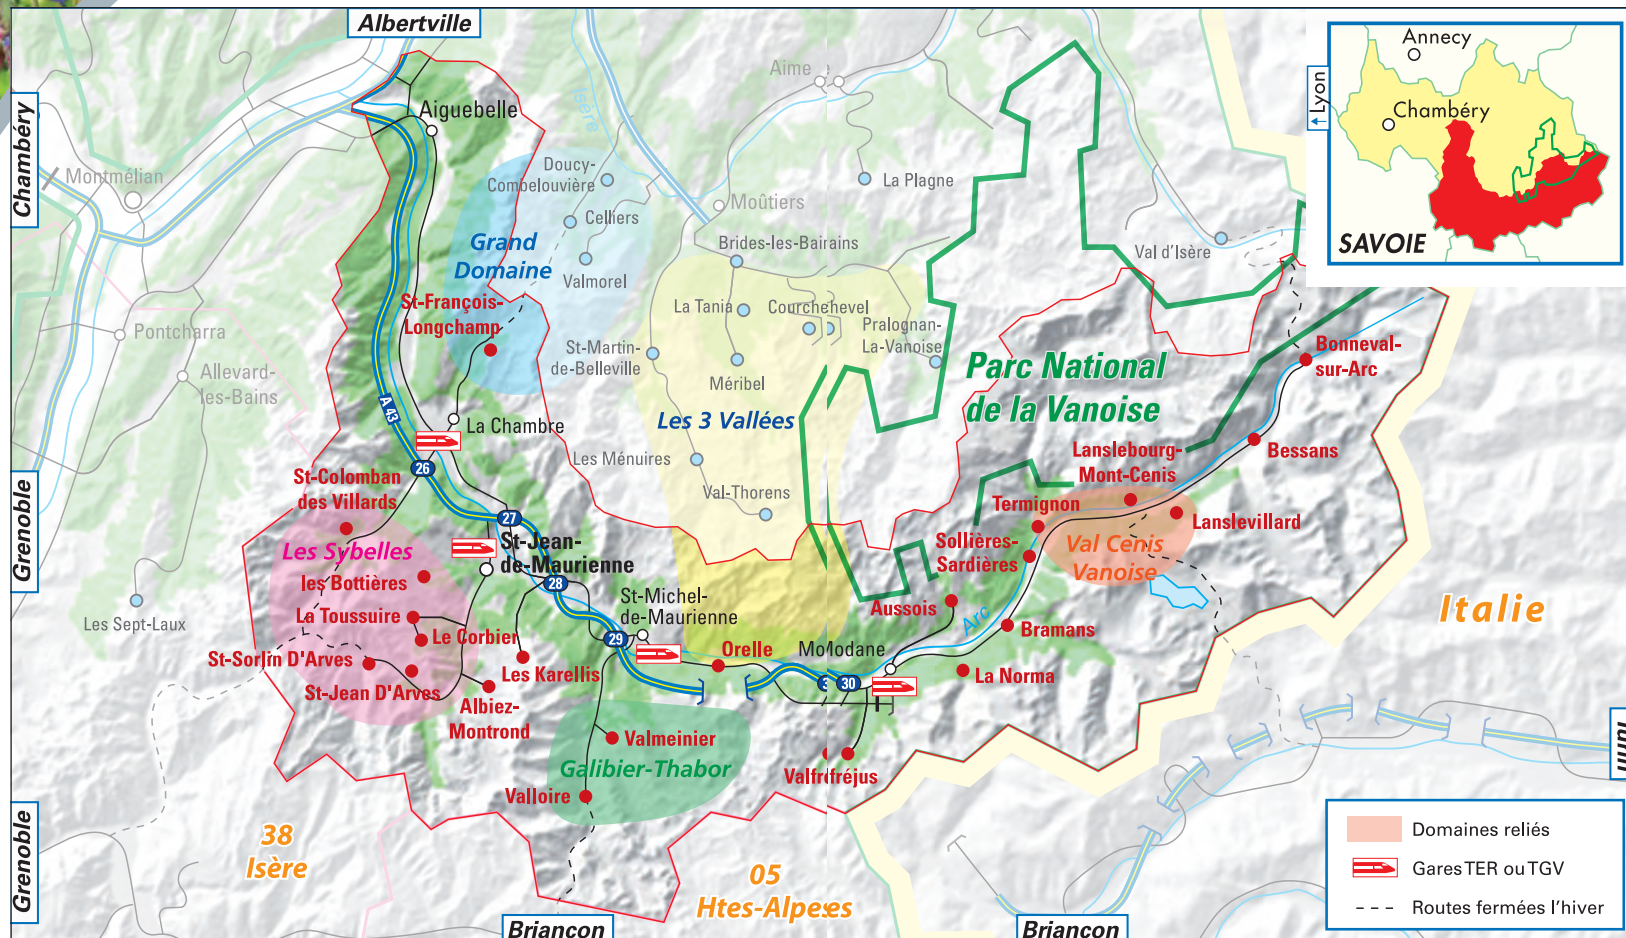 Albertville
Annecy
Chambéry
Lyon
SAVOIE
Chambéry
Aime
Isère
Aiguebelle
Montmélian
Doucy-
Combelouvière
Celliers
La Plagne
Moûtiers
Grand
Domaine
Valmorel
Brides-les-Bairains
Val d'Isère
St-François-
Longchamp
La Tania
Courchehevel
Pralognan-
La-Vanoise
Pontcharra
St-Martin-
de-Belleville
Méribel
Parc National
de la Vanoise
Bonneval-
sur-Arc
Allevard-
les-Bains
A 43
La Chambre
Les 3 Vallées
Les Ménuires
Val-Thorens
Lanslebourg-
Mont-Cenis
Bessans
26
St-Colomban
des Villards
Grenoble
27
Termignon
Lanslevillard
Les Sybelles
St-Jean-
de-Maurienne
Sollières-
Sardières
Val Cenis
Vanoise
les Bottières
28
St-Michel-
de-Maurienne
Aussois
Arc
Italie
Les Sept-Laux
La Toussuire
Le Corbier
29
Bramans
St-Sorlin D'Arves
Orelle
Molodane
St-Jean D'Arves
Les Karellis
La Norma
30
Albiez-
Montrond
Valmeinier
Galibier-Thabor
Valfrfréjus
Valloire
38
Isère
Grenoble
05
Htes-Alpes
Briançon
Briançon
Domaines reliés
Gares TER ou TGV
Routes fermées l'hiver